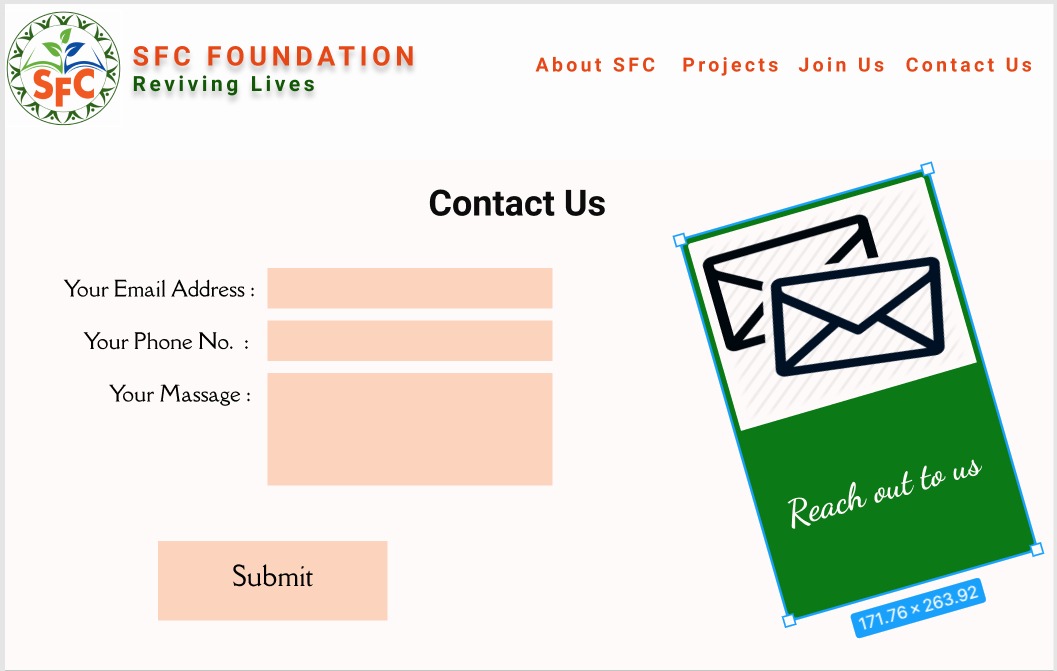 SFC
SFC FOUNDATION
Reviving Lives
About SFC Projects Join Us Contact Us
Contact Us
Your Email Address :
Your Phone No. :
Your Massage :
Submit
Reach out to us
171.76 × 263.92